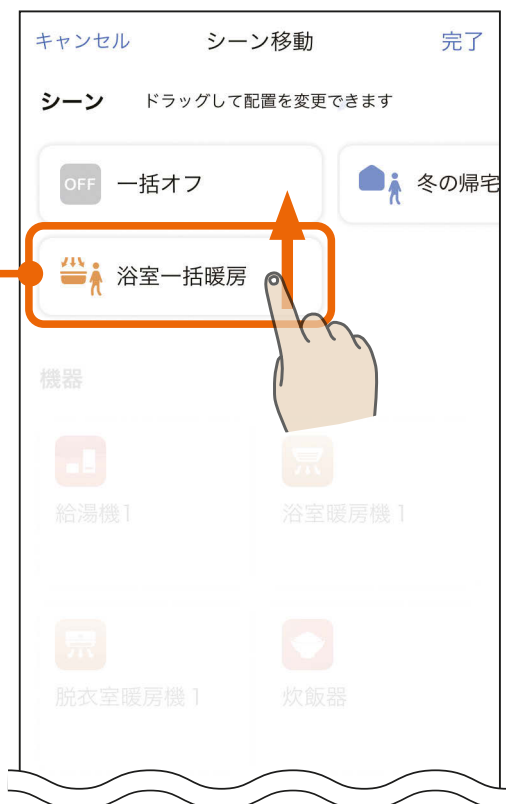 キャンセル シーン移動 完了
シーン ドラッグして配置を変更できます
OFF 一括オフ 冬の帰宅
浴室一括暖房
機器
給湯機1 浴室暖房機1
脱衣室暖房機1 炊飯器